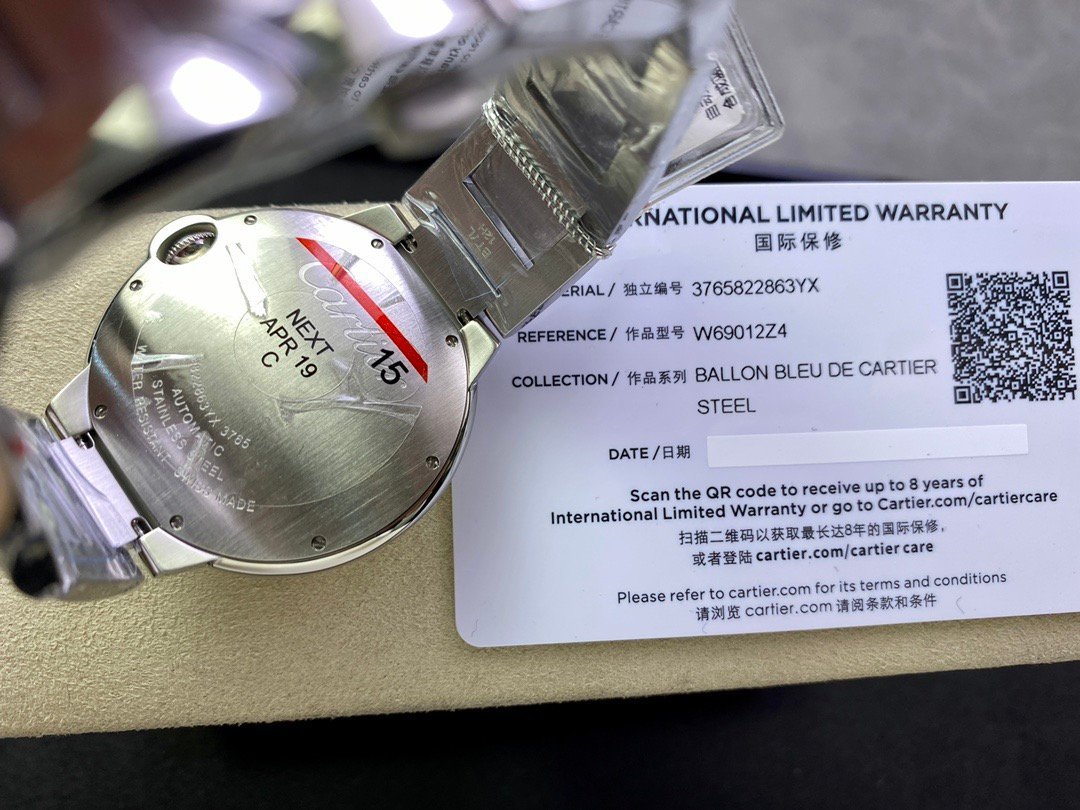 Cartier
15
NEXT
APR 19
C
3765
AUTOMATIC
STAINLESS STEEL
WATER RESISTANT SWISS MADE
RNATIONAL LIMITED WARRANTY
国际保修
ERIAL / 独立编号 3765822863YX
REFERENCE / 作品型号 W69012Z4
COLLECTION / 作品系列 BALLON BLEU DE CARTIER
STEEL
DATE / 日期
Scan the QR code to receive up to 8 years of
International Limited Warranty or go to Cartier.com/cartiercare
扫描二维码以获取最长达8年的国际保修，
或者登陆 cartier.com/cartier care
Please refer to cartier.com for its terms and conditions
请浏览 cartier.com 请阅条款和条件